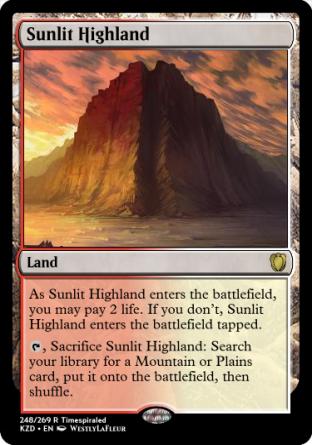 Sunlit Highland
Land
As Sunlit Highland enters the battlefield,
you may pay 2 life. If you don't, Sunlit
Highland enters the battlefield tapped.
, Sacrifice Sunlit Highland: Search
your library for a Mountain or Plains
card, put it onto the battlefield, then
shuffle.
248/269 R Timespiraled
KZD • EN WestlyLaFleur